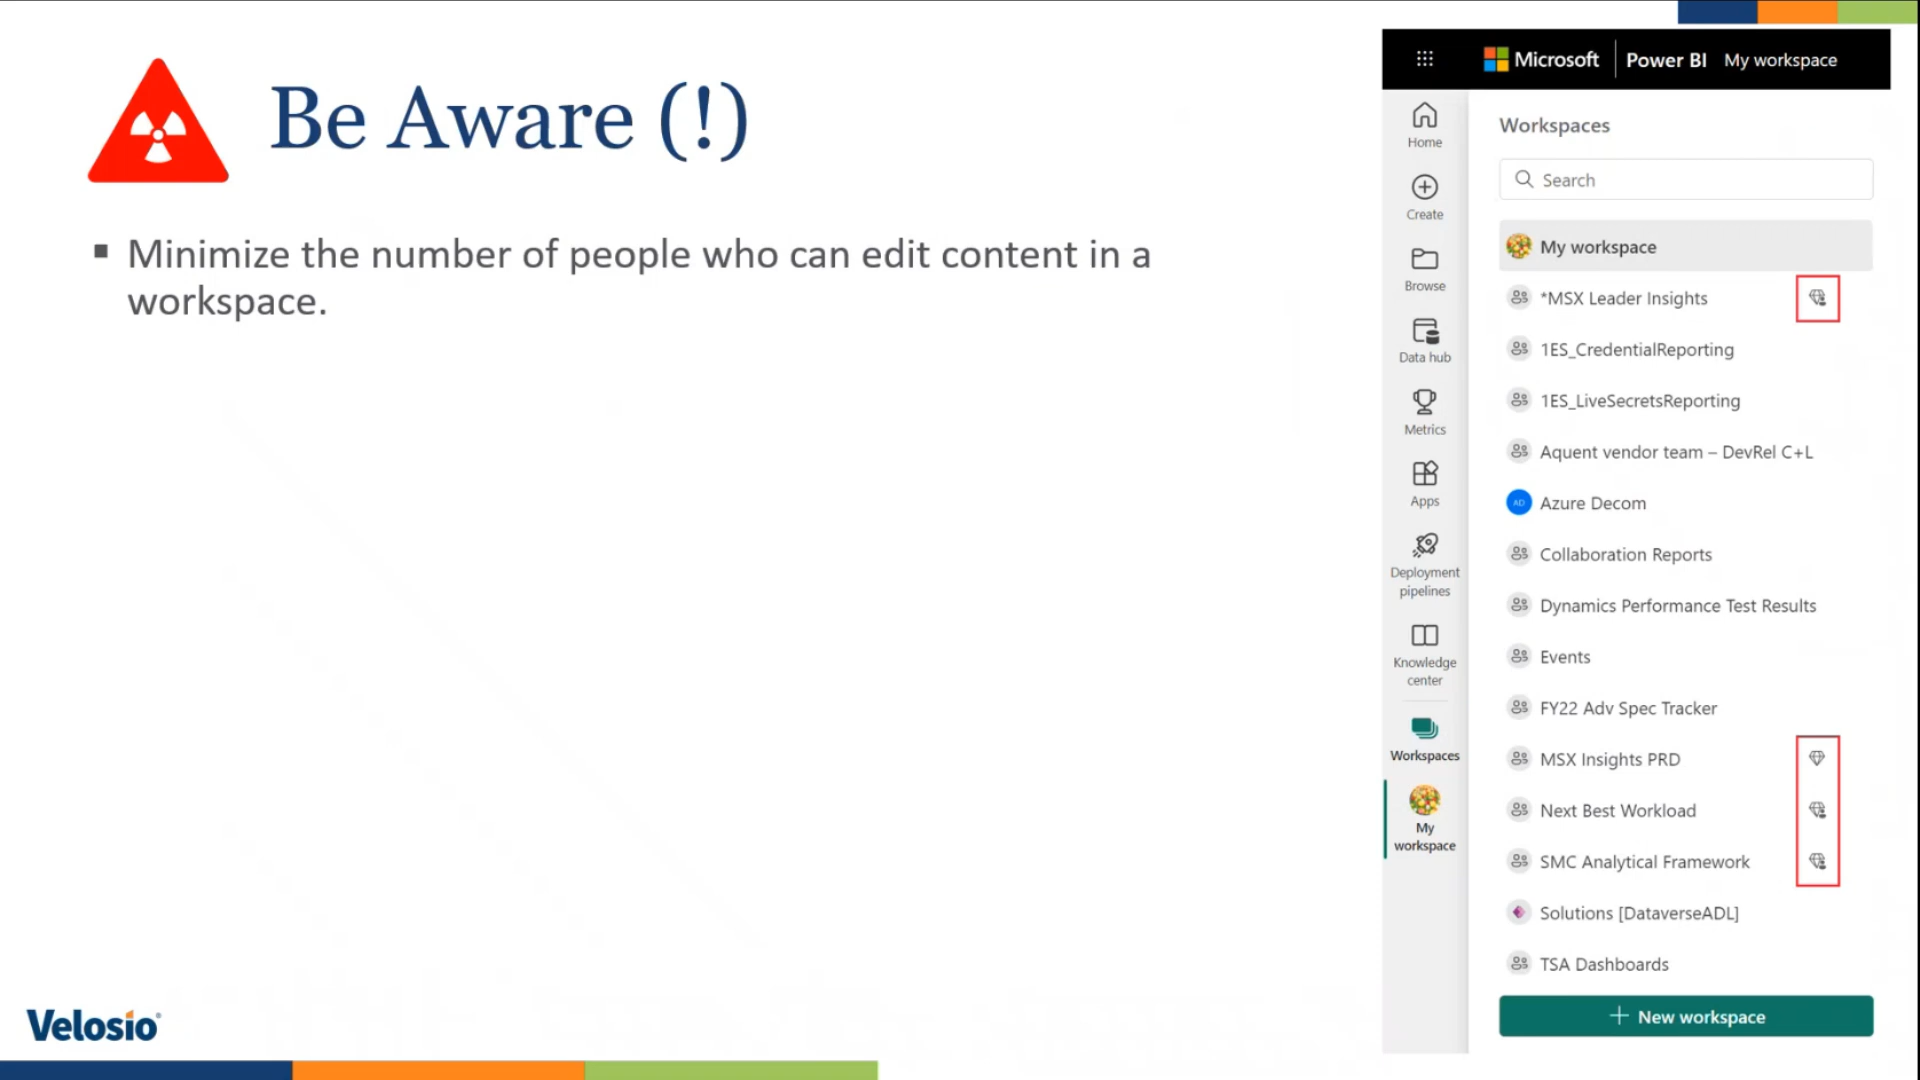 Be Aware (!)
▪ Minimize the number of people who can edit content in a
workspace.
Velosio
Microsoft | Power BI My workspace
Home
Create
Browse
Data hub
Metrics
Apps
Deployment
pipelines
Knowledge
center
Workspaces
My
workspace
Workspaces
Search
My workspace
*MSX Leader Insights
1ES_CredentialReporting
1ES_LiveSecretsReporting
Aquent vendor team – DevRel C+L
AD Azure Decom
Collaboration Reports
Dynamics Performance Test Results
Events
FY22 Adv Spec Tracker
MSX Insights PRD
Next Best Workload
SMC Analytical Framework
Solutions [DataverseADL]
TSA Dashboards
+ New workspace